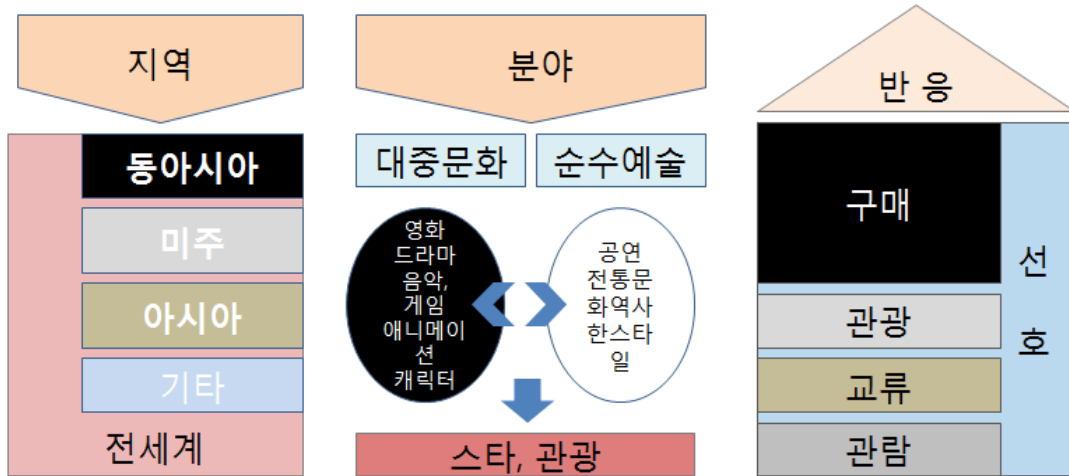 지역
동아시아
미주
아시아
기타
전세계
분야
대중문화
순수예술
영화
드라마
음악,
게임
애니메이
션
캐릭터
공연
전통문
화역사
한스타
일
스타, 관광
반 응
구매
관광
교류
관람
선
호